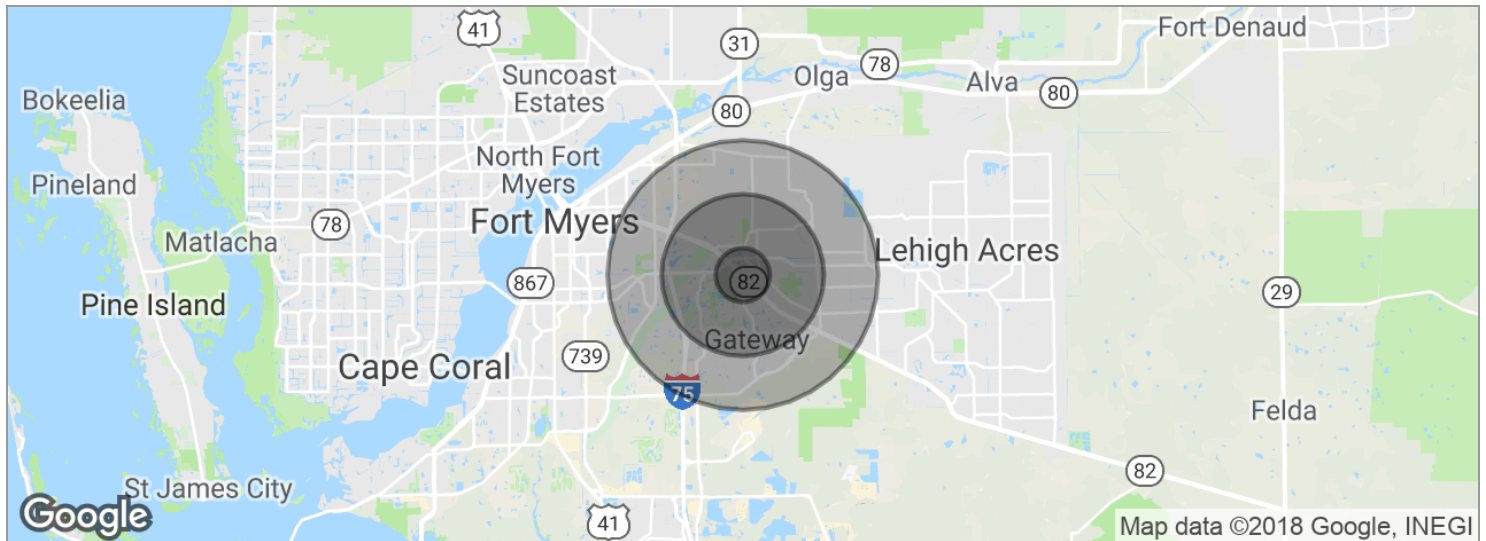 41
31
Fort Denaud
Suncoast
Estates
Olga
78
Alva
80
Bokeelia
80
North Fort
Myers
Pineland
Fort Myers
78
Matlacha
Lehigh Acres
867
82
29
Pine Island
Gateway
739
Cape Coral
75
Felda
82
St James City
Google
41
Map data ©2018 Google, INEGI